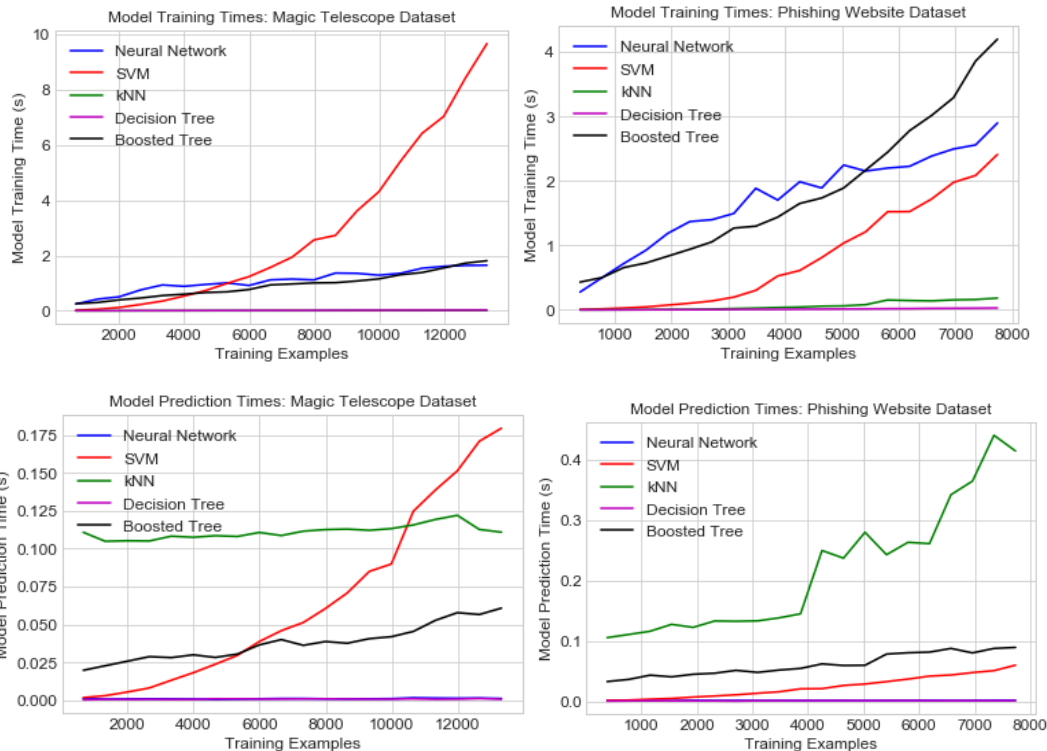 Model Training Times: Magic Telescope Dataset
Model Training Time (s)
10
8
6
4
2
0
Neural Network
SVM
kNN
Decision Tree
Boosted Tree
2000 4000 6000 8000 10000 12000
Training Examples
Model Training Times: Phishing Website Dataset
Model Training Time (s)
4
3
2
1
0
Neural Network
SVM
kNN
Decision Tree
Boosted Tree
1000 2000 3000 4000 5000 6000 7000 8000
Training Examples
Model Prediction Times: Magic Telescope Dataset
Model Prediction Time (s)
0.175
0.150
0.125
0.100
0.075
0.050
0.025
0.000
Neural Network
SVM
kNN
Decision Tree
Boosted Tree
2000 4000 6000 8000 10000 12000
Training Examples
Model Prediction Times: Phishing Website Dataset
Model Prediction Time (s)
0.4
0.3
0.2
0.1
0.0
Neural Network
SVM
kNN
Decision Tree
Boosted Tree
1000 2000 3000 4000 5000 6000 7000 8000
Training Examples